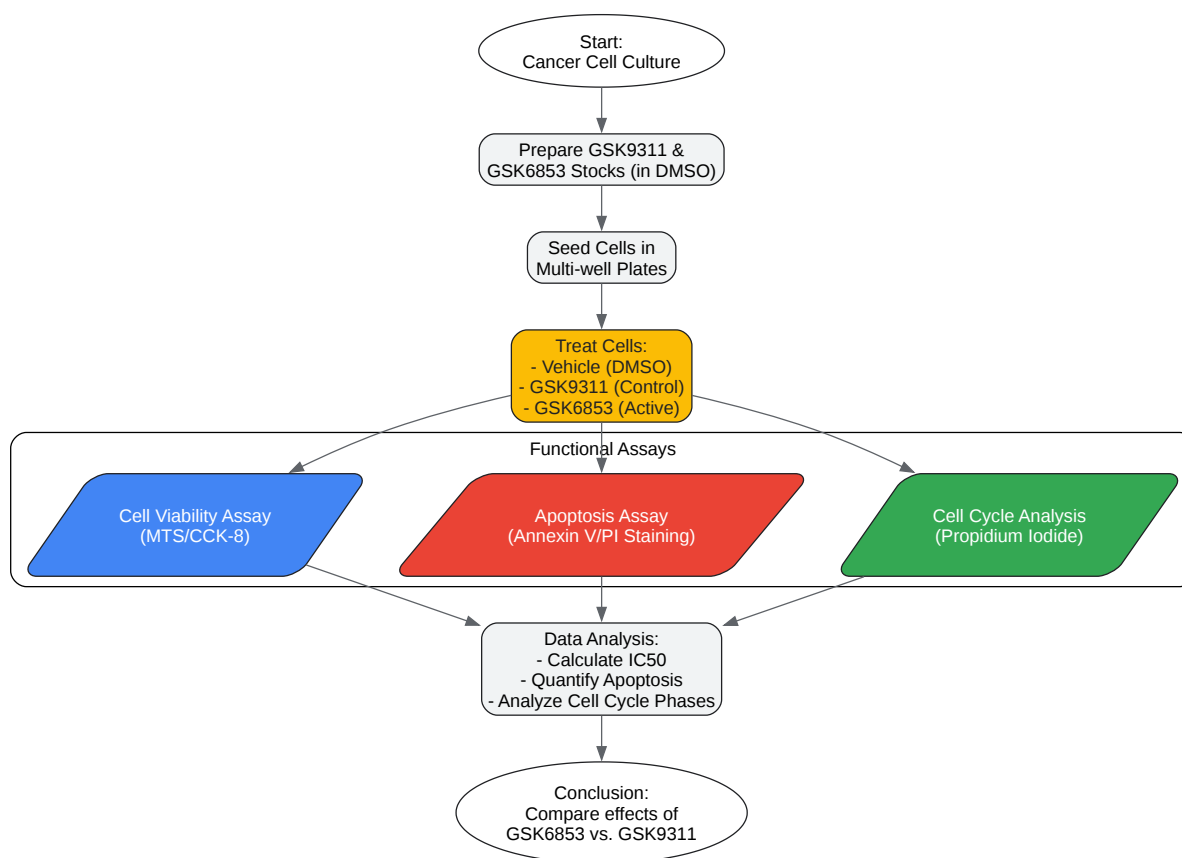 Start:
Cancer Cell Culture
Prepare GSK9311 &
GSK6853 Stocks (in DMSO)
Seed Cells in
Multi-well Plates
Treat Cells:
- Vehicle (DMSO)
- GSK9311 (Control)
- GSK6853 (Active)
Functional Assays
Cell Viability Assay
(MTS/CCK-8)
Apoptosis Assay
(Annexin V/PI Staining)
Cell Cycle Analysis
(Propidium Iodide)
Data Analysis:
- Calculate IC50
- Quantify Apoptosis
- Analyze Cell Cycle Phases
Conclusion:
Compare effects of
GSK6853 vs. GSK9311